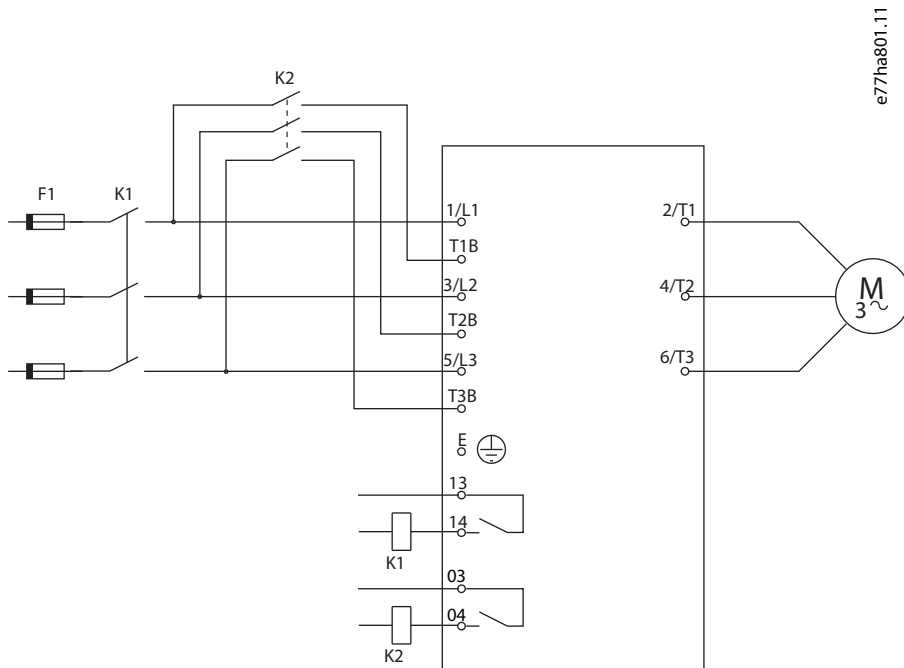 e77ha801.11
K2
F1
K1
1/L1
2/T1
T1B
3/L2
4/T2
M
3~
T2B
5/L3
6/T3
T3B
E
13
14
K1
03
04
K2